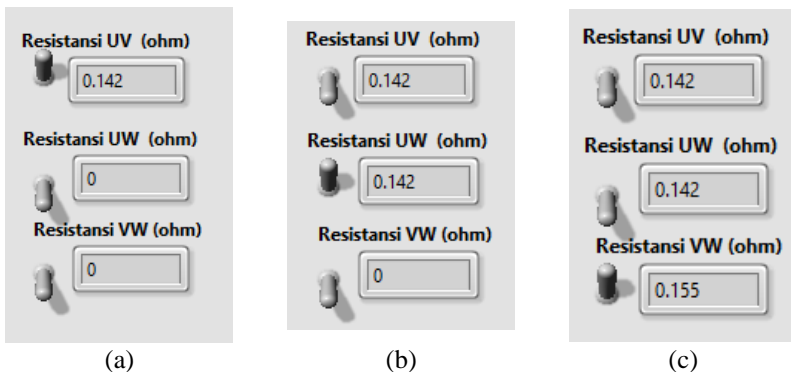 Resistansi UV (ohm)
0.142
Resistansi UW (ohm)
0
Resistansi VW (ohm)
0
(a)
Resistansi UV (ohm)
0.142
Resistansi UW (ohm)
0.142
Resistansi VW (ohm)
0
(b)
Resistansi UV (ohm)
0.142
Resistansi UW (ohm)
0.142
Resistansi VW (ohm)
0.155
(c)